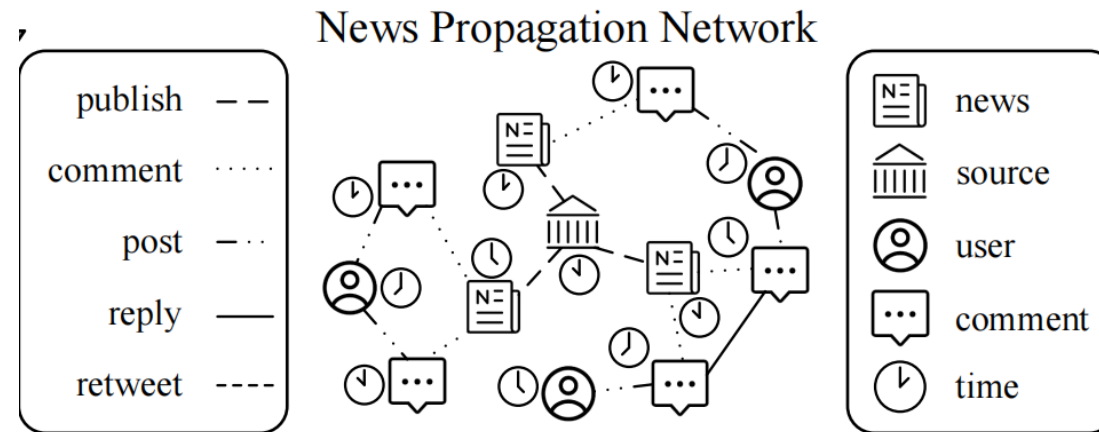 News Propagation Network
publish
comment
post
reply
retweet
news
source
user
comment
time